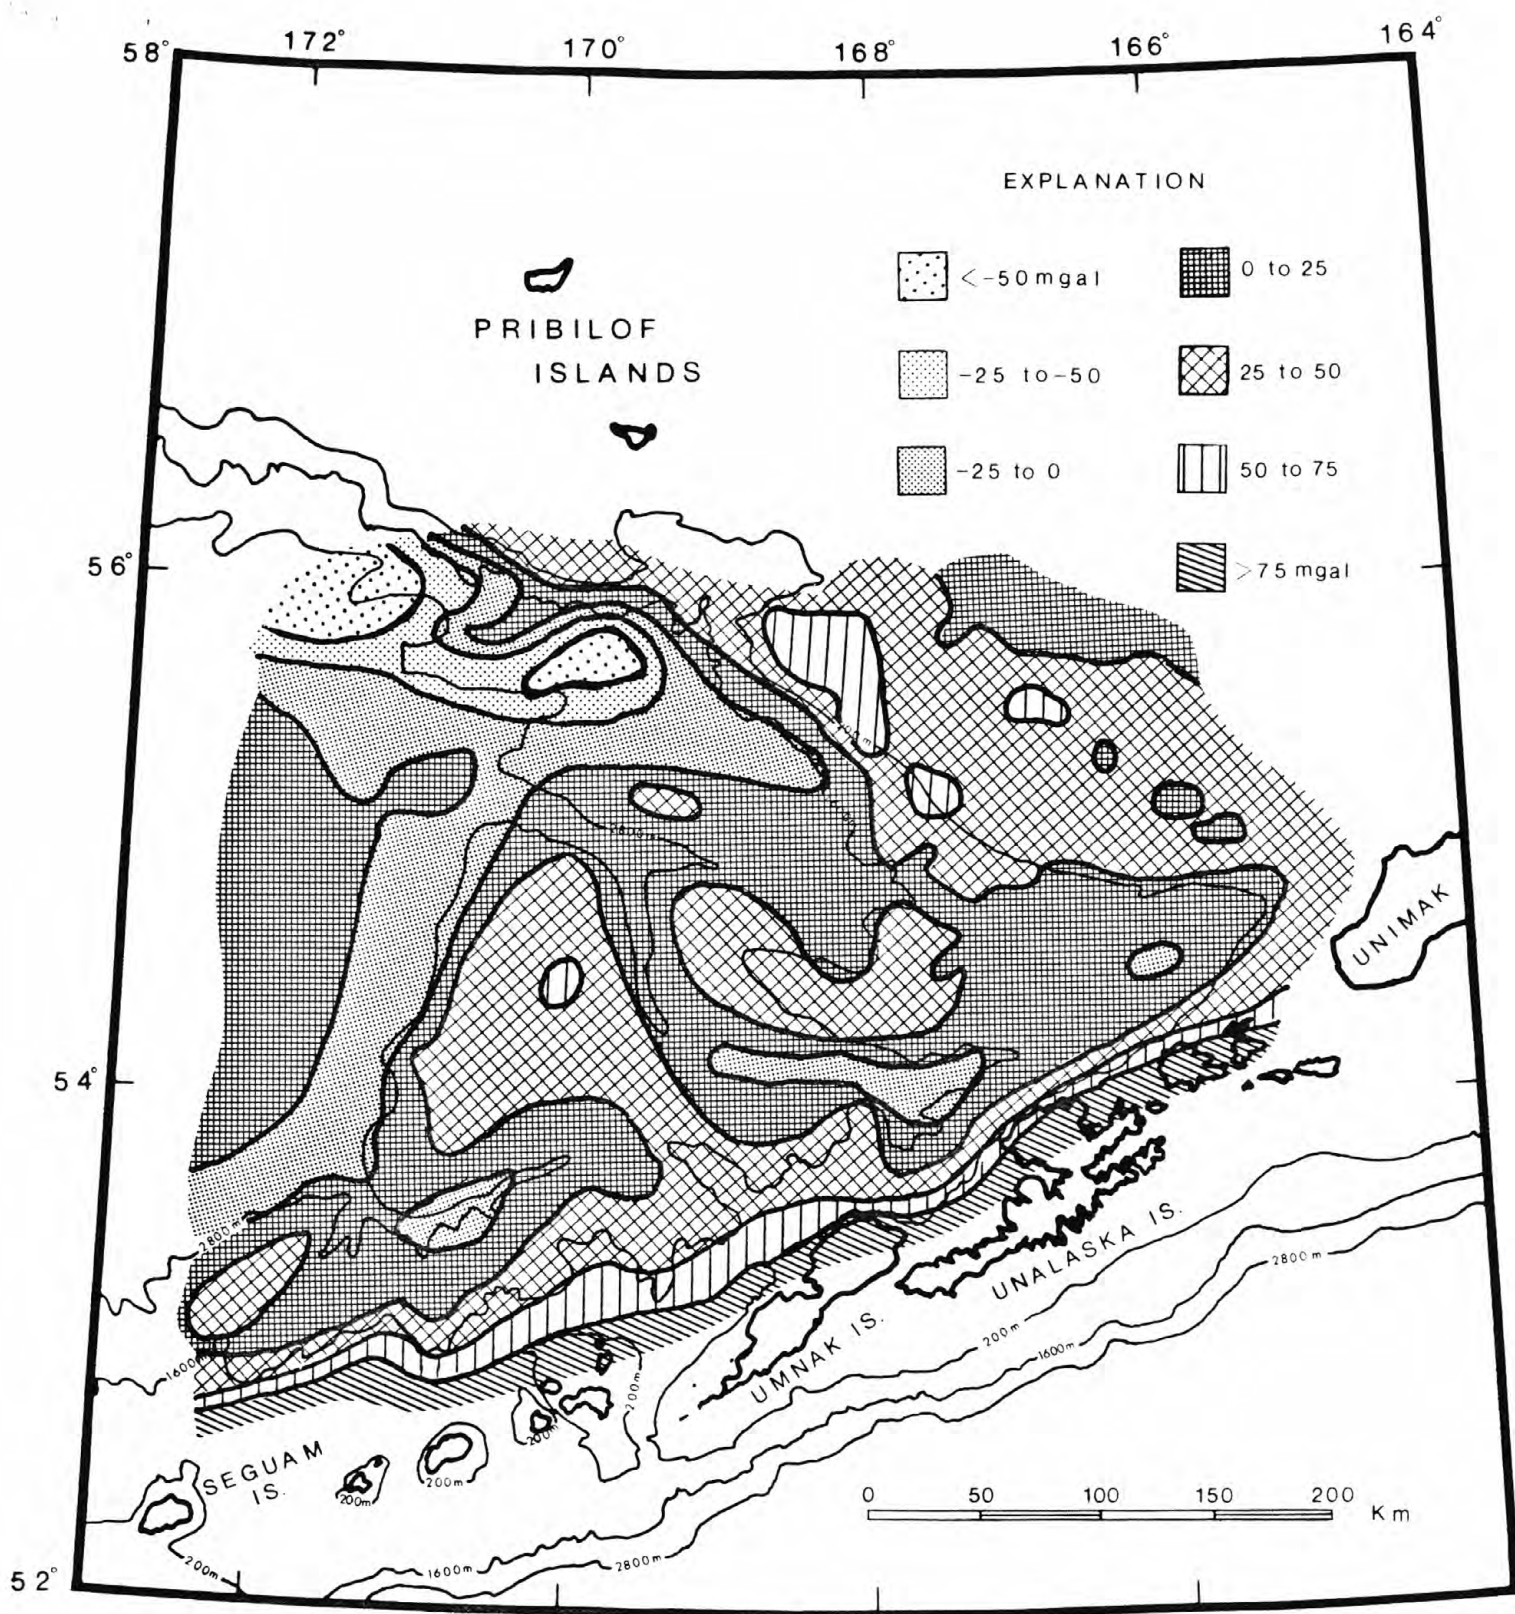 58° 172° 170° 168° 166° 164°
EXPLANATION
<-50 mgal
0 to 25
-25 to -50
25 to 50
-25 to 0
50 to 75
>75 mgal
PRIBILOF
ISLANDS
56°
2800m
UNIMAK
54°
2800m
UNALASKA IS.
2800m
200m
1600m
UMNAK IS.
1600m
200m
200m
SEGUAM
IS.
200m
200m
0 50 100 150 200
Km
200m
1600m
2800m
52°